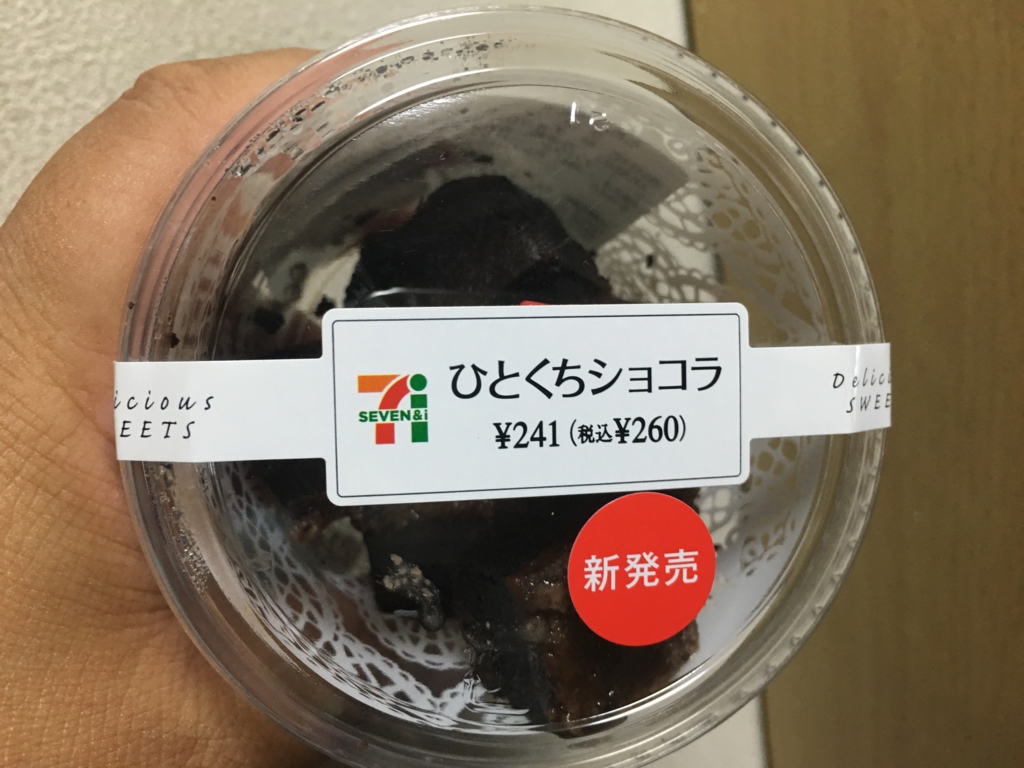 ひとくちショコラ
SEVEN&i
¥241(税込¥260)
icious
EETS
Delic
SWEE
新発売